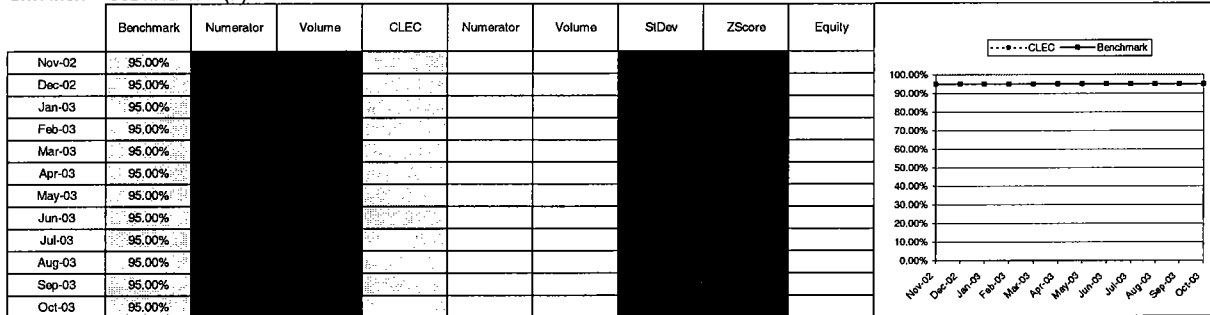 Benchmark Numerator Volume CLEC Numerator Volume StDev ZScore Equity
Nov-02 95.00%
Dec-02 95.00%
Jan-03 95.00%
Feb-03 95.00%
Mar-03 95.00%
Apr-03 95.00%
May-03 95.00%
Jun-03 95.00%
Jul-03 95.00%
Aug-03 95.00%
Sep-03 95.00%
Oct-03 95.00%
CLEC Benchmark
100.00%
90.00%
80.00%
70.00%
60.00%
50.00%
40.00%
30.00%
20.00%
10.00%
0.00%
Nov-02 Dec-02 Jan-03 Feb-03 Mar-03 Apr-03 May-03 Jun-03 Jul-03 Aug-03 Sep-03 Oct-03